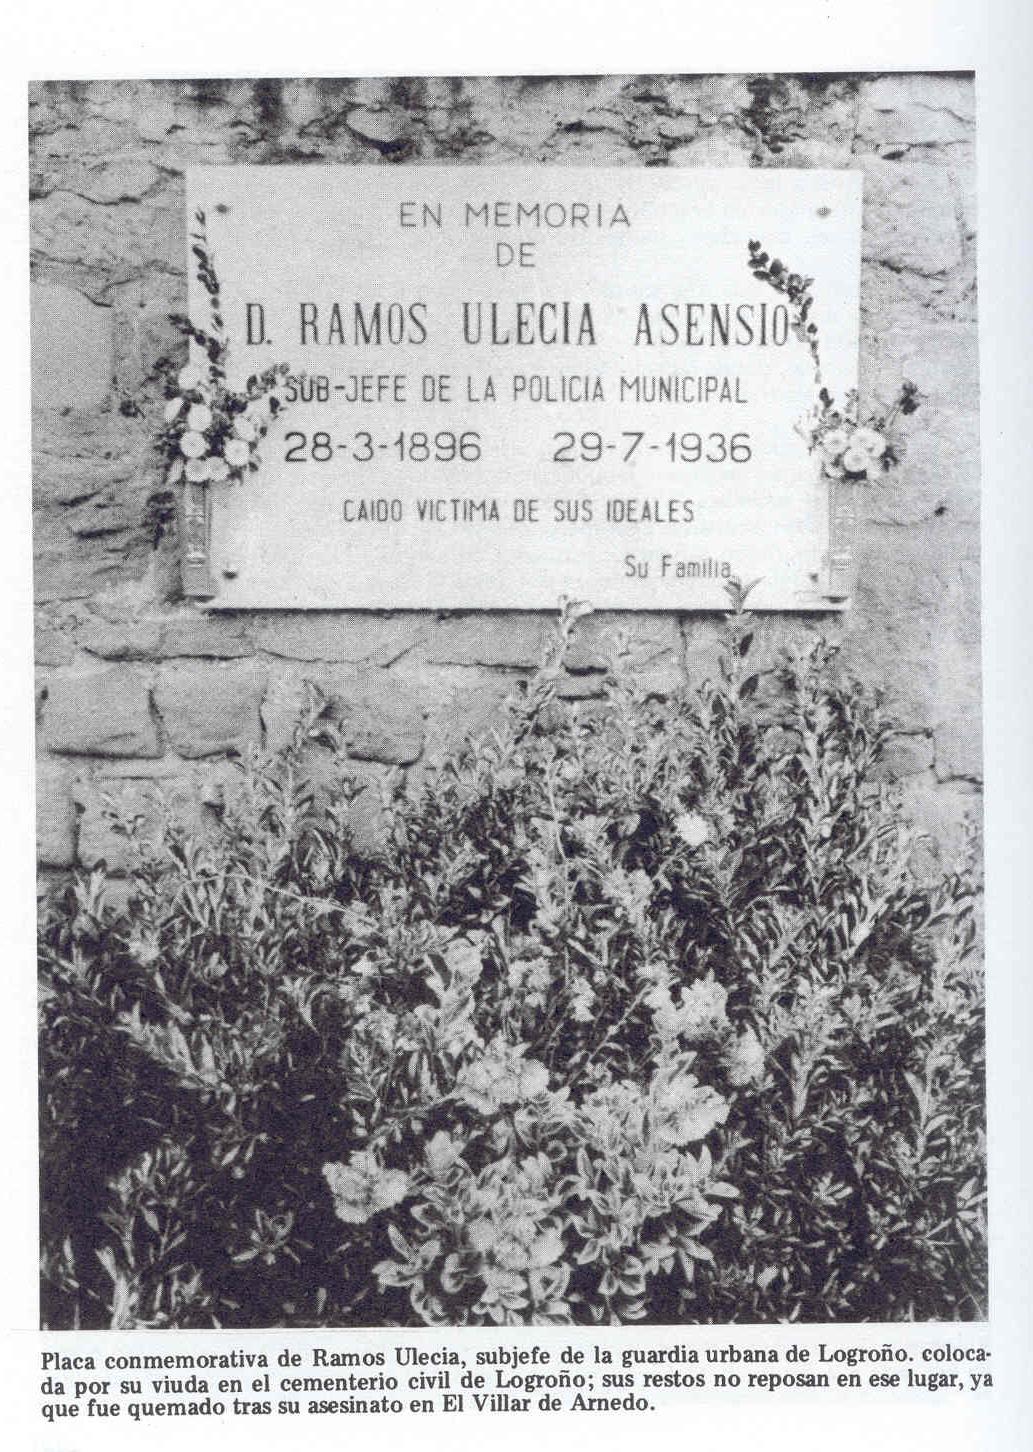 EN MEMORIA
DE
D. RAMOS ULECIA ASENSIO
SUB-JEFE DE LA POLICIA MUNICIPAL
28-3-1896 29-7-1936
CAIDO VICTIMA DE SUS IDEALES
Su Familia
Placa conmemorativa de Ramos Ulecia, subjefe de la guardia urbana de Logroño. coloca-
da por su viuda en el cementerio civil de Logroño; sus restos no reposan en ese lugar, ya
que fue quemado tras su asesinato en El Villar de Arnedo.